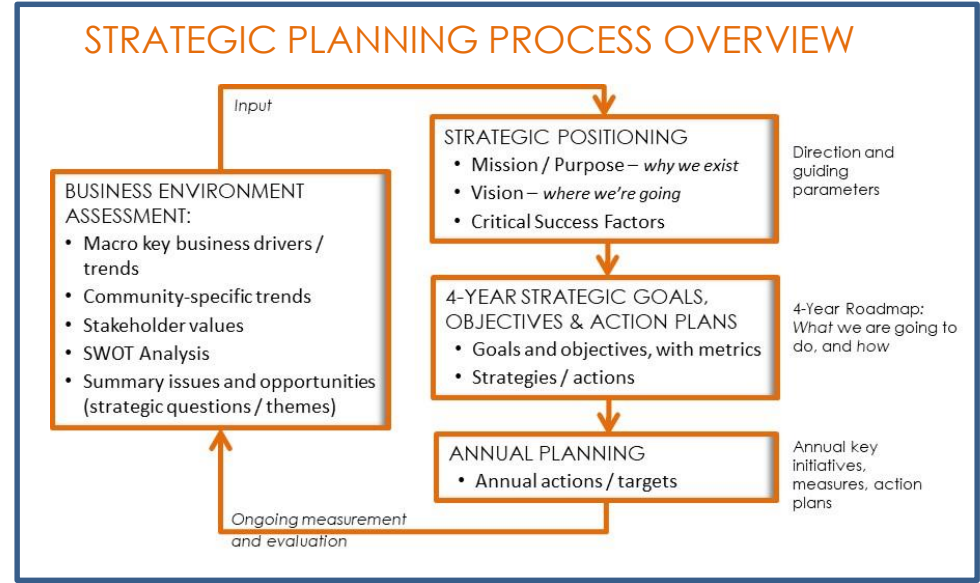 STRATEGIC PLANNING PROCESS OVERVIEW
Input
BUSINESS ENVIRONMENT
ASSESSMENT:
• Macro key business drivers /
trends
• Community-specific trends
• Stakeholder values
• SWOT Analysis
• Summary issues and opportunities
(strategic questions / themes)
STRATEGIC POSITIONING
• Mission / Purpose – why we exist
• Vision – where we're going
• Critical Success Factors
Direction and
guiding
parameters
4-YEAR STRATEGIC GOALS,
OBJECTIVES & ACTION PLANS
• Goals and objectives, with metrics
• Strategies / actions
4-Year Roadmap:
What we are going to
do, and how
ANNUAL PLANNING
• Annual actions / targets
Annual key
initiatives,
measures, action
plans
Ongoing measurement
and evaluation